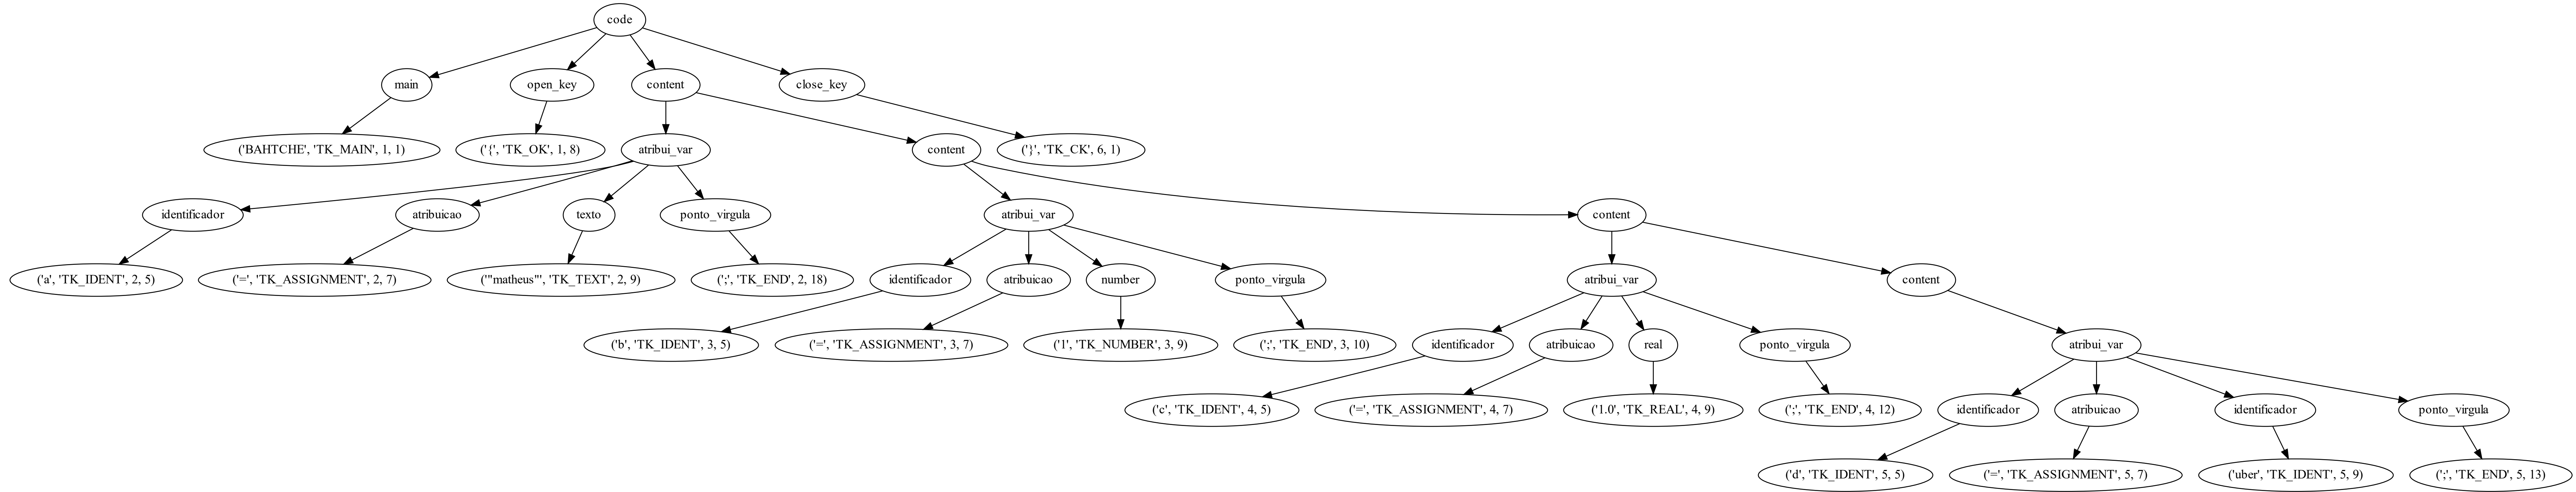 code
main
open_key
content
close_key
('BAHTCHE', 'TK_MAIN', 1, 1)
('{', 'TK_OK', 1, 8)
atribui_var
content
('}', 'TK_CK', 6, 1)
identificador
atribuicao
texto
ponto_virgula
atribui_var
content
('a', 'TK_IDENT', 2, 5)
('=', 'TK_ASSIGNMENT', 2, 7)
('"matheus"', 'TK_TEXT', 2, 9)
(';', 'TK_END', 2, 18)
identificador
atribuicao
number
ponto_virgula
atribui_var
content
('b', 'TK_IDENT', 3, 5)
('=', 'TK_ASSIGNMENT', 3, 7)
('1', 'TK_NUMBER', 3, 9)
(';', 'TK_END', 3, 10)
identificador
atribuicao
real
ponto_virgula
atribui_var
('c', 'TK_IDENT', 4, 5)
('=', 'TK_ASSIGNMENT', 4, 7)
('1.0', 'TK_REAL', 4, 9)
(';', 'TK_END', 4, 12)
identificador
atribuicao
identificador
ponto_virgula
('d', 'TK_IDENT', 5, 5)
('=', 'TK_ASSIGNMENT', 5, 7)
('uber', 'TK_IDENT', 5, 9)
(';', 'TK_END', 5, 13)